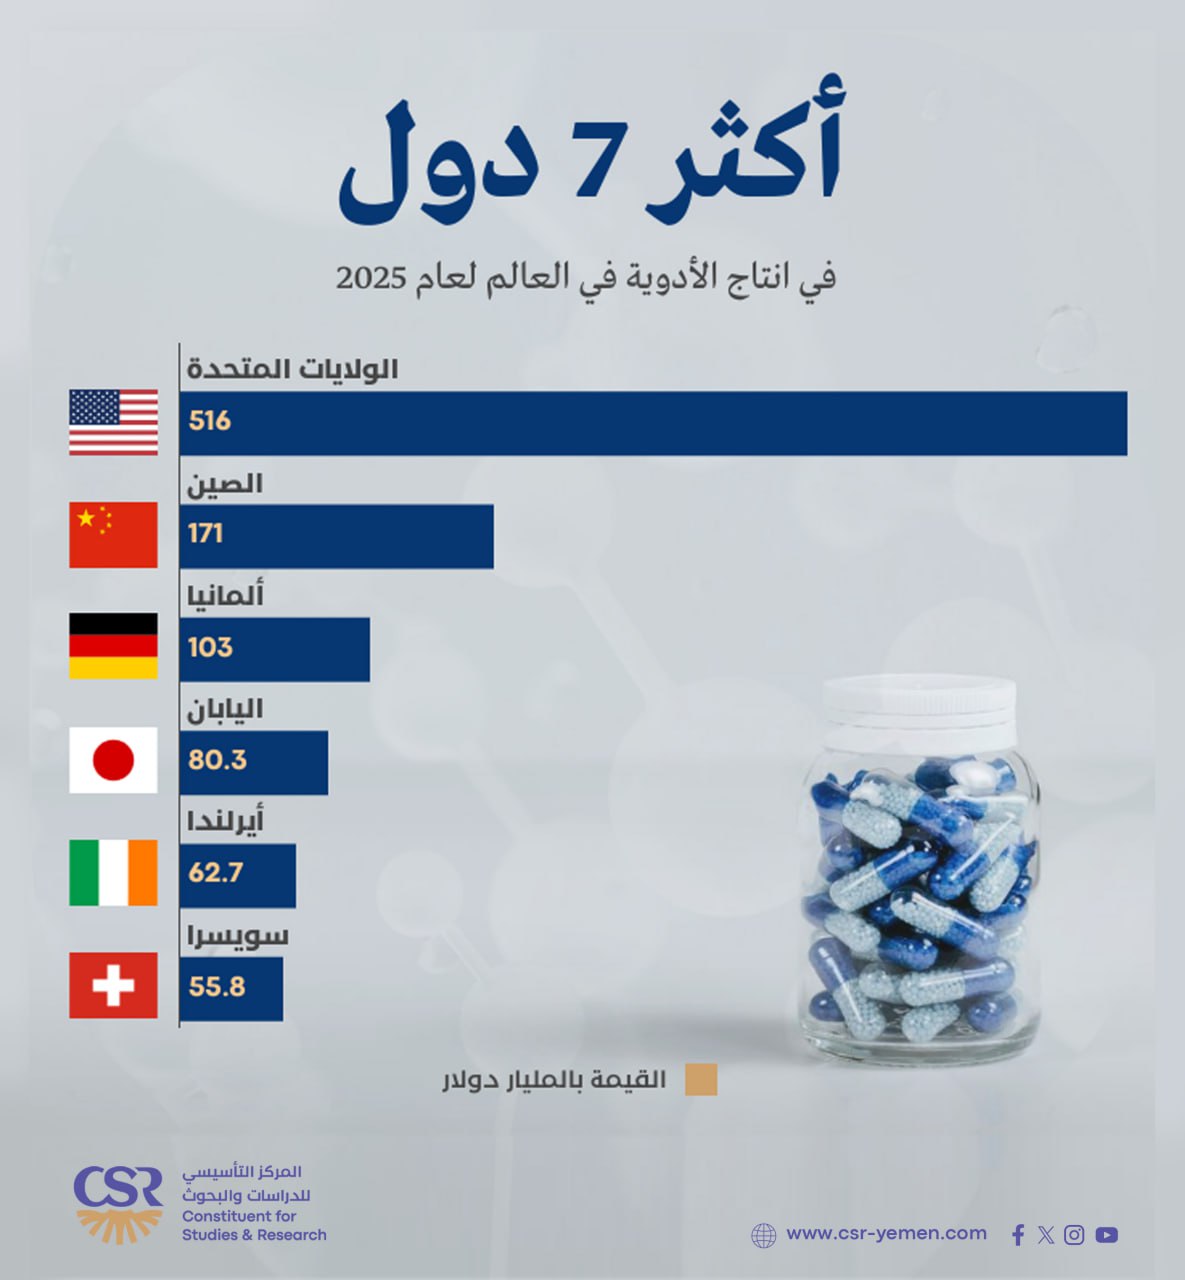 أكثر 7 دول
في انتاج الأدوية في العالم لعام 2025
الولايات المتحدة
516
الصين
171
ألمانيا
103
اليابان
80.3
أيرلندا
62.7
سويسرا
55.8
القيمة بالمليار دولار
CSR
المركز التأسيسي
للدراسات والبحوث
Constituent for
Studies & Research
www.csr-yemen.com